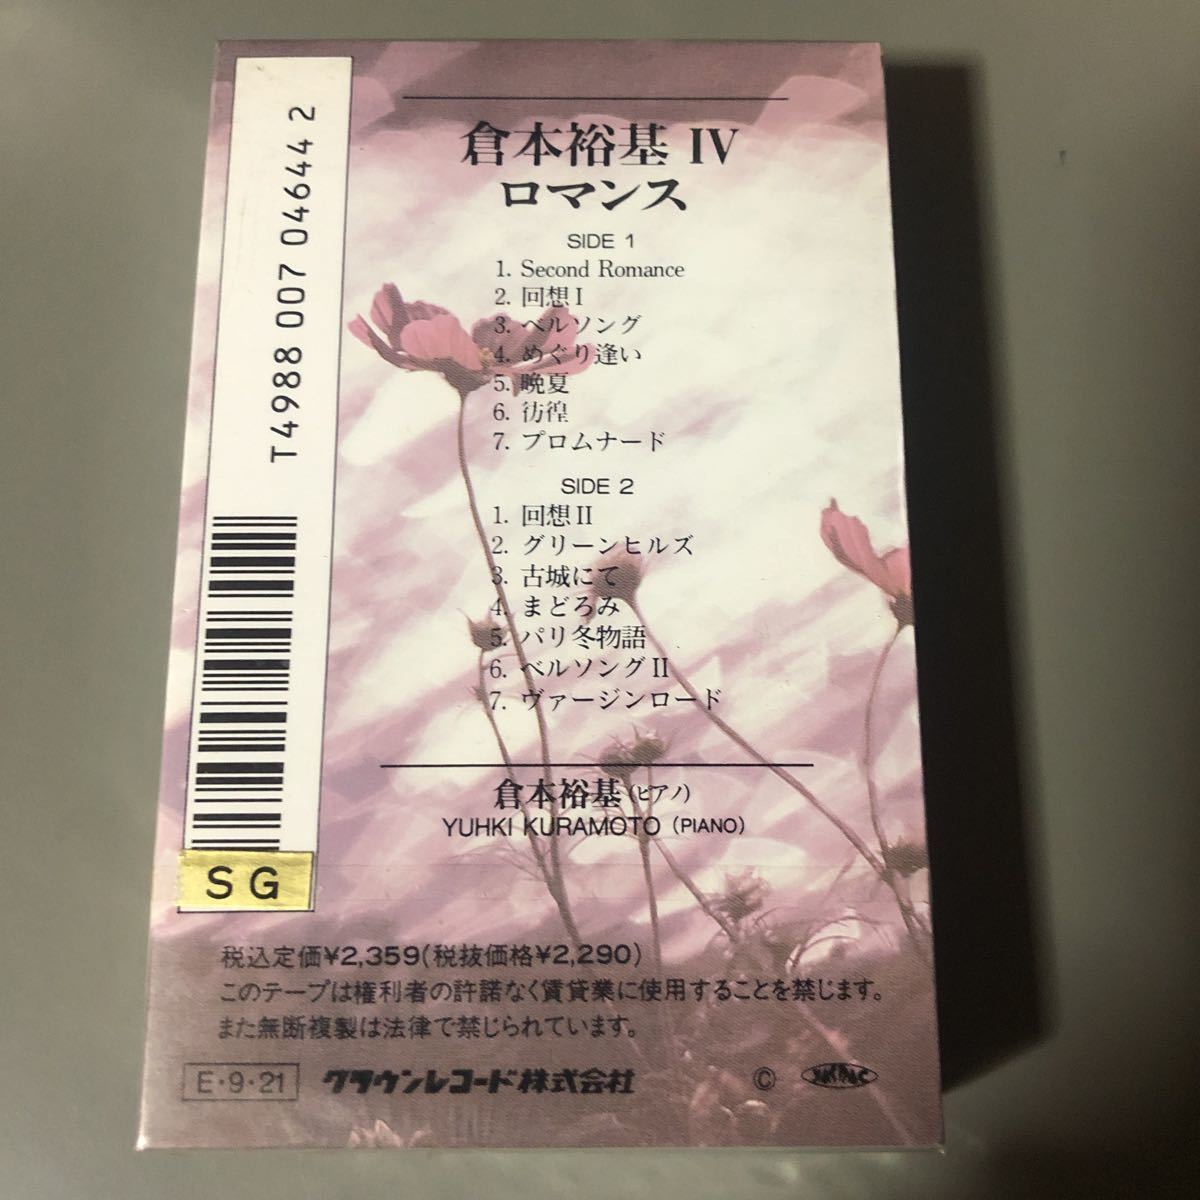 T4988 007 04644 2
倉本裕基 IV
ロマンス
SIDE 1
1. Second Romance
2. 回想I
3. ベルソング
4. めぐり逢い
5. 晩夏
6. 彷徨
7. プロムナード
SIDE 2
1. 回想II
2. グリーンヒルズ
3. 古城にて
4. まどろみ
5. パリ冬物語
6. ベルソングII
7. ヴァージンロード
倉本裕基(ピアノ)
YUHKI KURAMOTO (PIANO)
SG
税込定価¥2,359(税抜価格¥2,290)
このテープは権利者の許諾なく賃貸業に使用することを禁じます。
また無断複製は法律で禁じられています。
E・9・21 クラウンレコード株式会社 ©